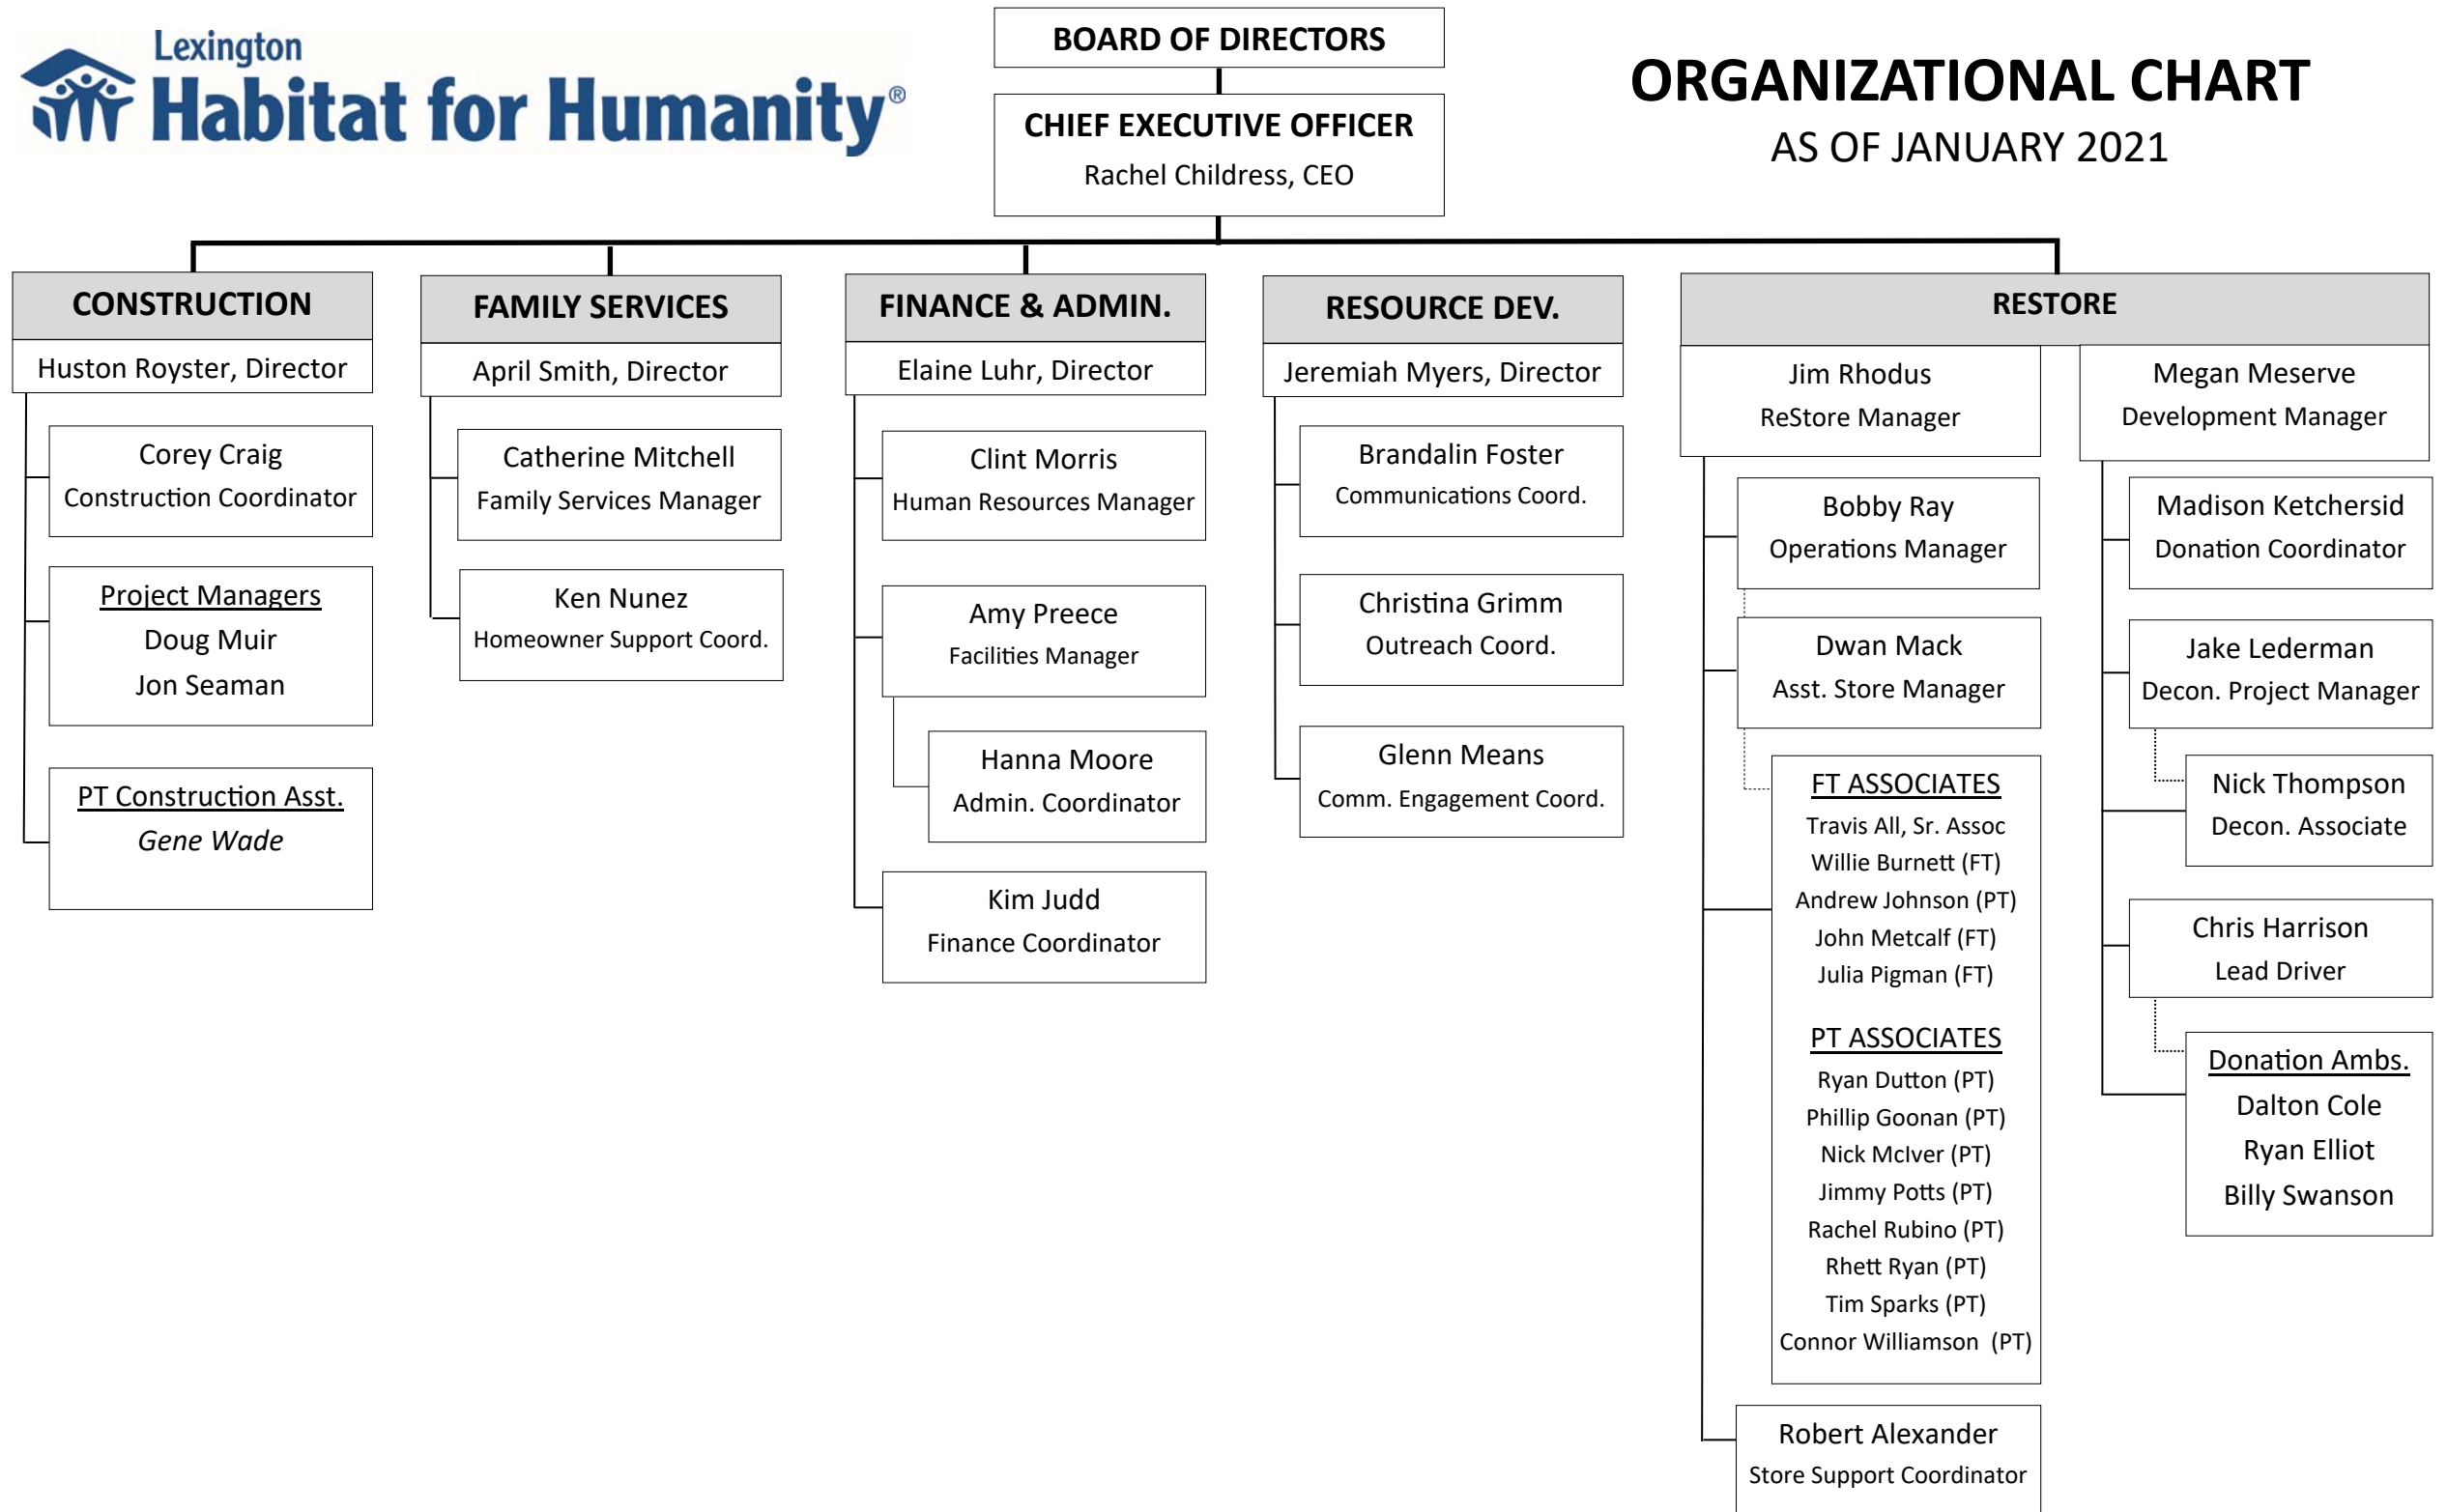 Lexington
Habitat for Humanity®
BOARD OF DIRECTORS
CHIEF EXECUTIVE OFFICER
Rachel Childress, CEO
ORGANIZATIONAL CHART
AS OF JANUARY 2021
CONSTRUCTION
Huston Royster, Director
Corey Craig
Construction Coordinator
Project Managers
Doug Muir
Jon Seaman
PT Construction Asst.
Gene Wade
FAMILY SERVICES
April Smith, Director
Catherine Mitchell
Family Services Manager
Ken Nunez
Homeowner Support Coord.
FINANCE & ADMIN.
Elaine Luhr, Director
Clint Morris
Human Resources Manager
Amy Preece
Facilities Manager
Hanna Moore
Admin. Coordinator
Kim Judd
Finance Coordinator
RESOURCE DEV.
Jeremiah Myers, Director
Brandalin Foster
Communications Coord.
Christina Grimm
Outreach Coord.
Glenn Means
Comm. Engagement Coord.
RESTORE
Jim Rhodus
ReStore Manager
Bobby Ray
Operations Manager
Dwan Mack
Asst. Store Manager
FT ASSOCIATES
Travis All, Sr. Assoc
Willie Burnett (FT)
Andrew Johnson (PT)
John Metcalf (FT)
Julia Pigman (FT)
PT ASSOCIATES
Ryan Dutton (PT)
Phillip Goonan (PT)
Nick McIver (PT)
Jimmy Potts (PT)
Rachel Rubino (PT)
Rhett Ryan (PT)
Tim Sparks (PT)
Connor Williamson  (PT)
Robert Alexander
Store Support Coordinator
Megan Meserve
Development Manager
Madison Ketchersid
Donation Coordinator
Jake Lederman
Decon. Project Manager
Nick Thompson
Decon. Associate
Chris Harrison
Lead Driver
Donation Ambs.
Dalton Cole
Ryan Elliot
Billy Swanson